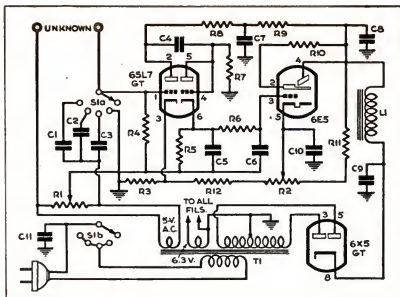 UNKNOWN
C4
R8
C7
R9
C8
2
5
R10
6SL7
GT
R7
4
S1a
1
4
2
3
6E5
C2
R4
3
6
R6
5
L1
C1
C3
R5
C5
C6
C10
R11
R1
R3
R12
R2
C9
TO ALL
FILS.
C11
5-V.
A.C.
3
5
6X5
GT
S1b
6.3 V.
T1
8